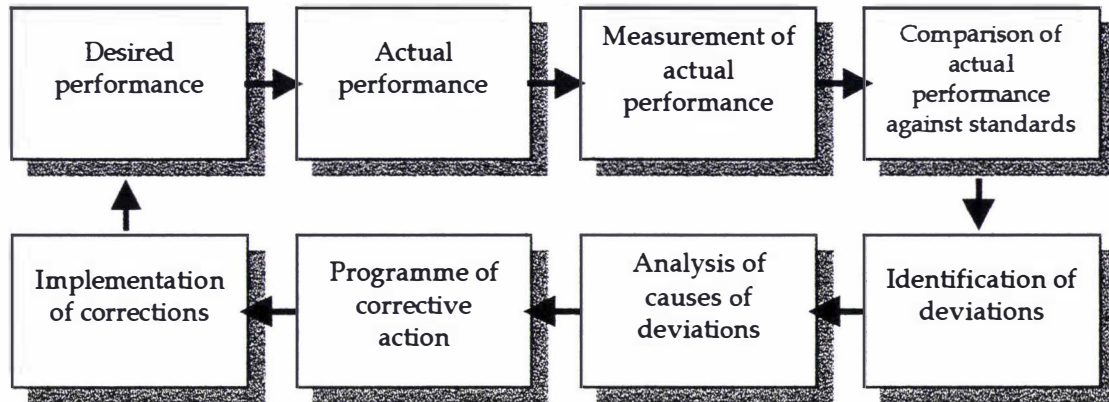 Desired
performance
Actual
performance
Measurement of
actual
performance
Comparison of
actual
performance
against standards
Implementation
of corrections
Programme of
corrective
action
Analysis of
causes of
deviations
Identification of
deviations